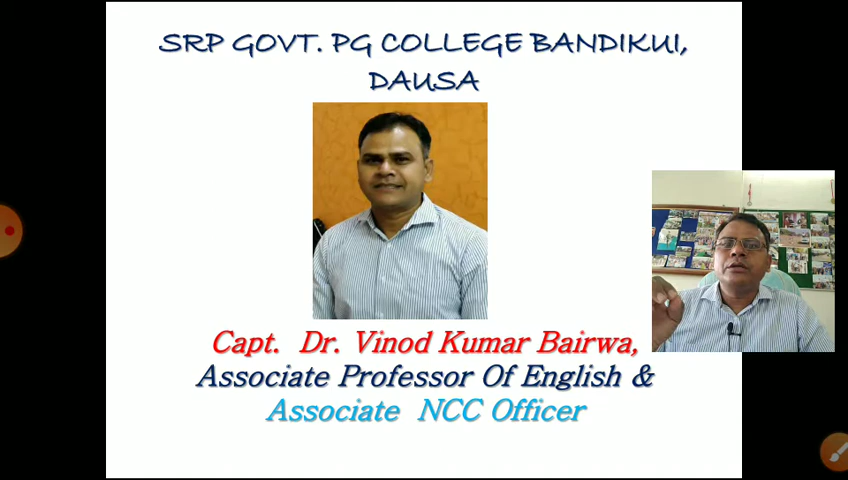 SRP GOVT. PG COLLEGE BANDIKUI,
DAUSA
Capt. Dr. Vinod Kumar Bairwa,
Associate Professor Of English &
Associate NCC Officer